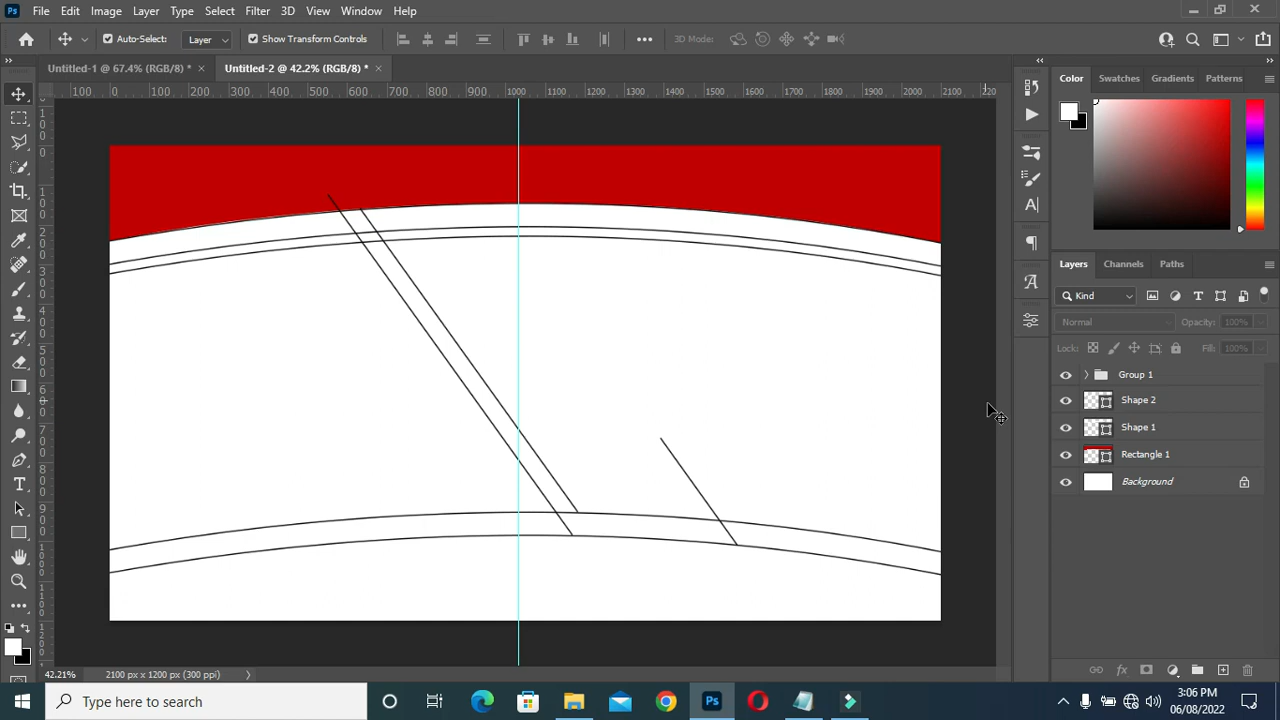 Ps File Edit Image Layer Type Select Filter 3D View Window Help
Auto-Select: Layer Show Transform Controls 3D Mode:
Untitled-1 @ 67.4% (RGB/8) * × Untitled-2 @ 42.2% (RGB/8) * ×
100 0 100 200 300 400 500 600 700 800 900 1000 1100 1200 1300 1400 1500 1600 1700 1800 1900 2000 2100
Color Swatches Gradients Patterns
Layers Channels Paths
Kind
Normal Opacity: 100%
Lock: Fill: 100%
Group 1
Shape 2
Shape 1
Rectangle 1
Background
42.21% 2100 px x 1200 px (300 ppi)
Type here to search
Ps
3:06 PM
06/08/2022